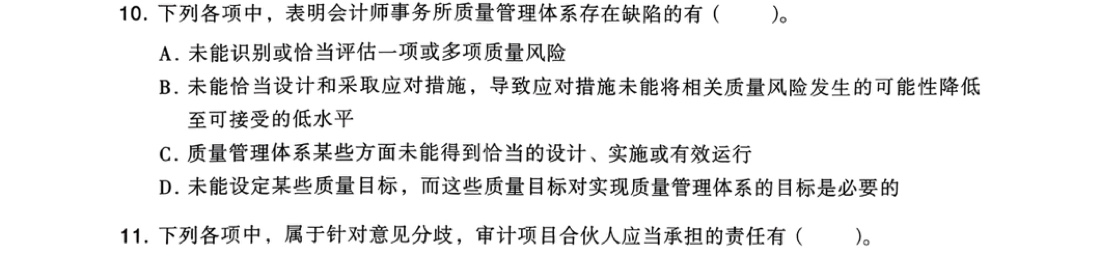 10. 下列各项中，表明会计师事务所质量管理体系存在缺陷的有（　　）。
A. 未能识别或恰当评估一项或多项质量风险
B. 未能恰当设计和采取应对措施，导致应对措施未能将相关质量风险发生的可能性降低
至可接受的低水平
C. 质量管理体系某些方面未能得到恰当的设计、实施或有效运行
D. 未能设定某些质量目标，而这些质量目标对实现质量管理体系的目标是必要的
11. 下列各项中，属于针对意见分歧，审计项目合伙人应当承担的责任有（　　）。